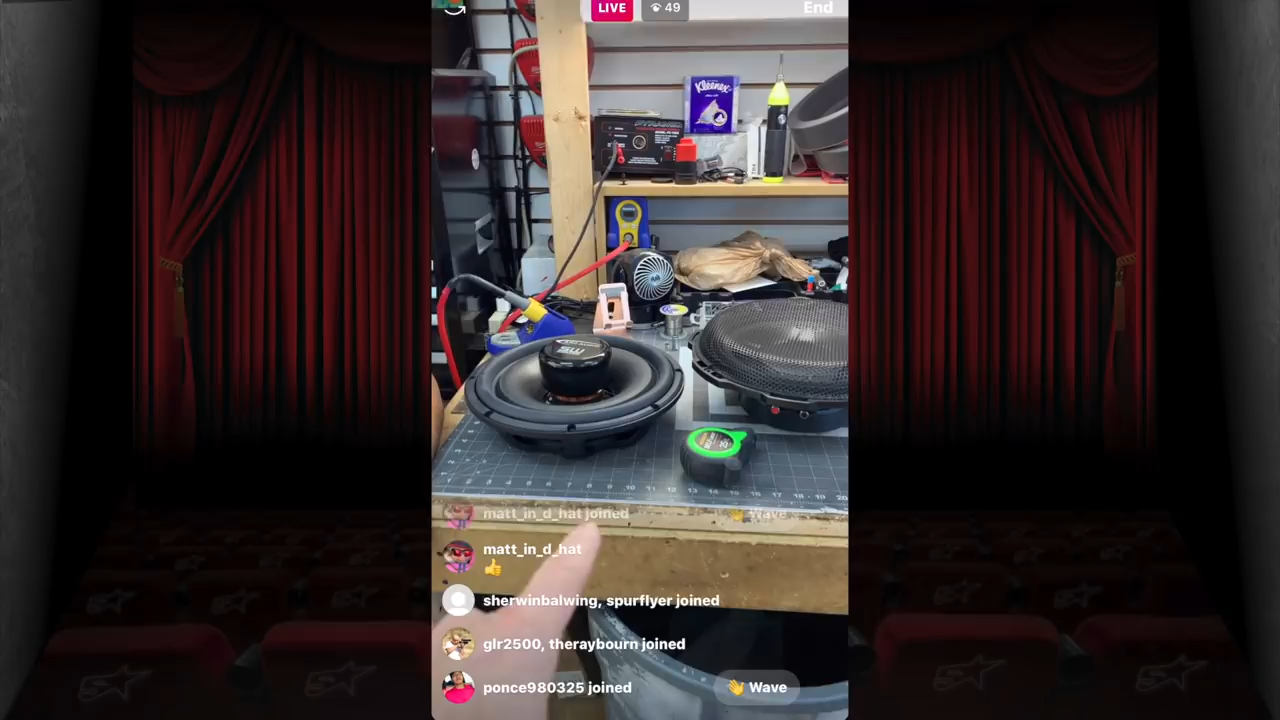 LIVE
49
End
Kleenex
matt_in_d_hat joined
👋 Wave
matt_in_d_hat
👍
sherwinbalwing, spurflyer joined
glr2500, theraybourn joined
ponce980325 joined
👋 Wave